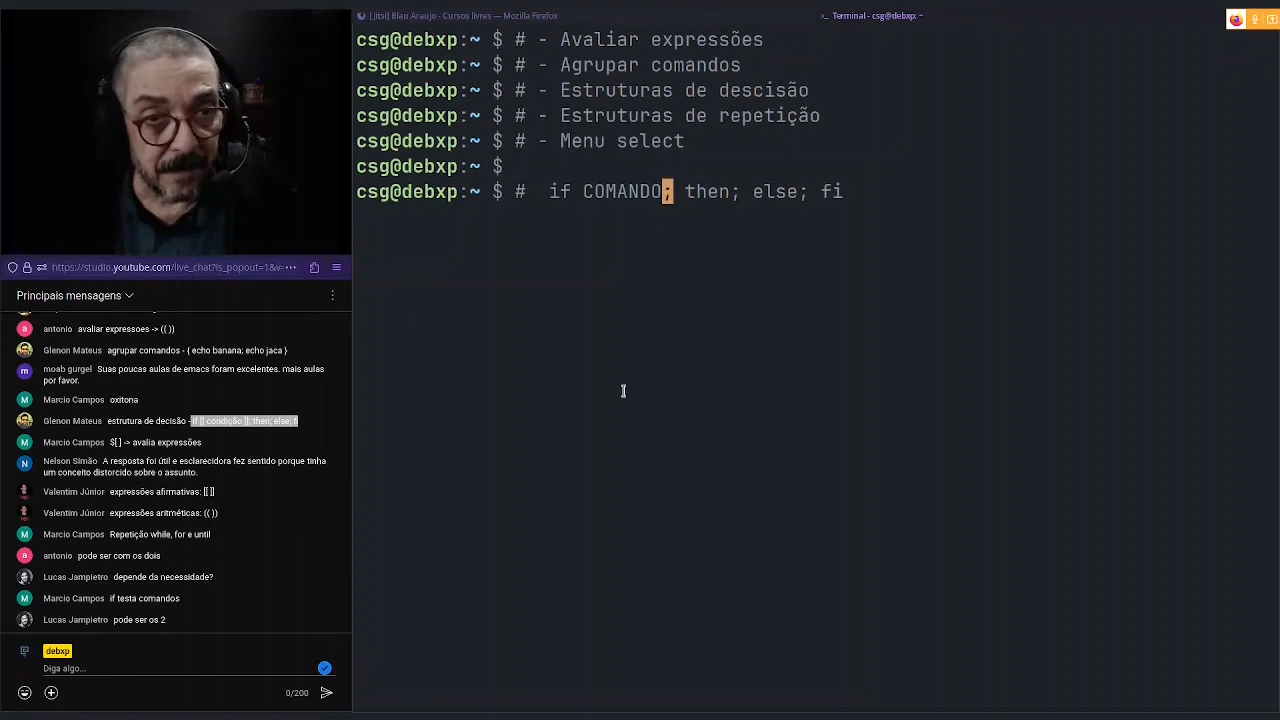 [Jitsi] Blau Araujo - Cursos livres — Mozilla Firefox
>_ Terminal - csg@debxp: ~
csg@debxp:~ $ # - Avaliar expressões
csg@debxp:~ $ # - Agrupar comandos
csg@debxp:~ $ # - Estruturas de descisão
csg@debxp:~ $ # - Estruturas de repetição
csg@debxp:~ $ # - Menu select
csg@debxp:~ $
csg@debxp:~ $ #  if COMANDO; then; else; fi
https://studio.youtube.com/live_chat?is_popout=1&v=
Principais mensagens
antonio avaliar expressoes -> (( ))
Glenon Mateus agrupar comandos - { echo banana; echo jaca }
moab gurgel Suas poucas aulas de emacs foram excelentes. mais aulas
por favor.
Marcio Campos oxitona
Glenon Mateus estrutura de decisão - if [[ condição ]]; then; else; fi
Marcio Campos $[ ] -> avalia expressões
Nelson Simão A resposta foi útil e esclarecidora fez sentido porque tinha
um conceito distorcido sobre o assunto.
Valentim Júnior expressões afirmativas: [[ ]]
Valentim Júnior expressões aritméticas: (( ))
Marcio Campos Repetição while, for e until
antonio pode ser com os dois
Lucas Jampietro depende da necessidade?
Marcio Campos if testa comandos
Lucas Jampietro pode ser os 2
debxp
Diga algo...
0/200